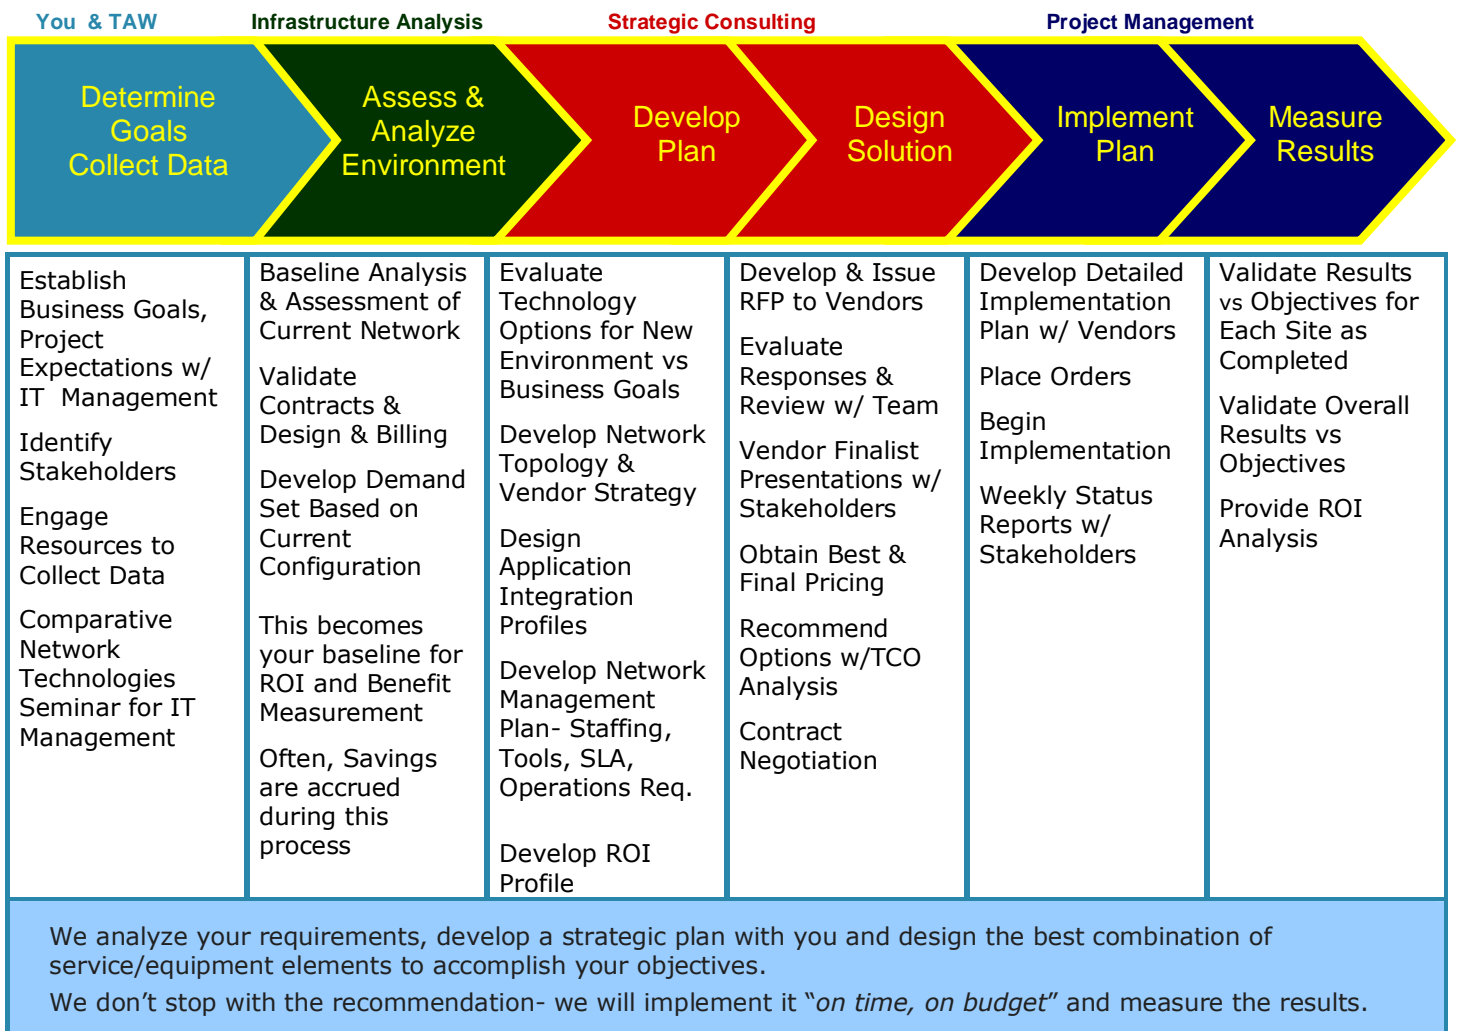 You & TAW
Infrastructure Analysis
Strategic Consulting
Project Management
Determine
Goals
Collect Data
Assess &
Analyze
Environment
Develop
Plan
Design
Solution
Implement
Plan
Measure
Results
Establish
Business Goals,
Project
Expectations w/
IT Management
Identify
Stakeholders
Engage
Resources to
Collect Data
Comparative
Network
Technologies
Seminar for IT
Management
Baseline Analysis
& Assessment of
Current Network
Validate
Contracts &
Design & Billing
Develop Demand
Set Based on
Current
Configuration
This becomes
your baseline for
ROI and Benefit
Measurement
Often, Savings
are accrued
during this
process
Evaluate
Technology
Options for New
Environment vs
Business Goals
Develop Network
Topology &
Vendor Strategy
Design
Application
Integration
Profiles
Develop Network
Management
Plan- Staffing,
Tools, SLA,
Operations Req.
Develop ROI
Profile
Develop & Issue
RFP to Vendors
Evaluate
Responses &
Review w/ Team
Vendor Finalist
Presentations w/
Stakeholders
Obtain Best &
Final Pricing
Recommend
Options w/TCO
Analysis
Contract
Negotiation
Develop Detailed
Implementation
Plan w/ Vendors
Place Orders
Begin
Implementation
Weekly Status
Reports w/
Stakeholders
Validate Results
vs Objectives for
Each Site as
Completed
Validate Overall
Results vs
Objectives
Provide ROI
Analysis
We analyze your requirements, develop a strategic plan with you and design the best combination of
service/equipment elements to accomplish your objectives.
We don’t stop with the recommendation- we will implement it “on time, on budget” and measure the results.